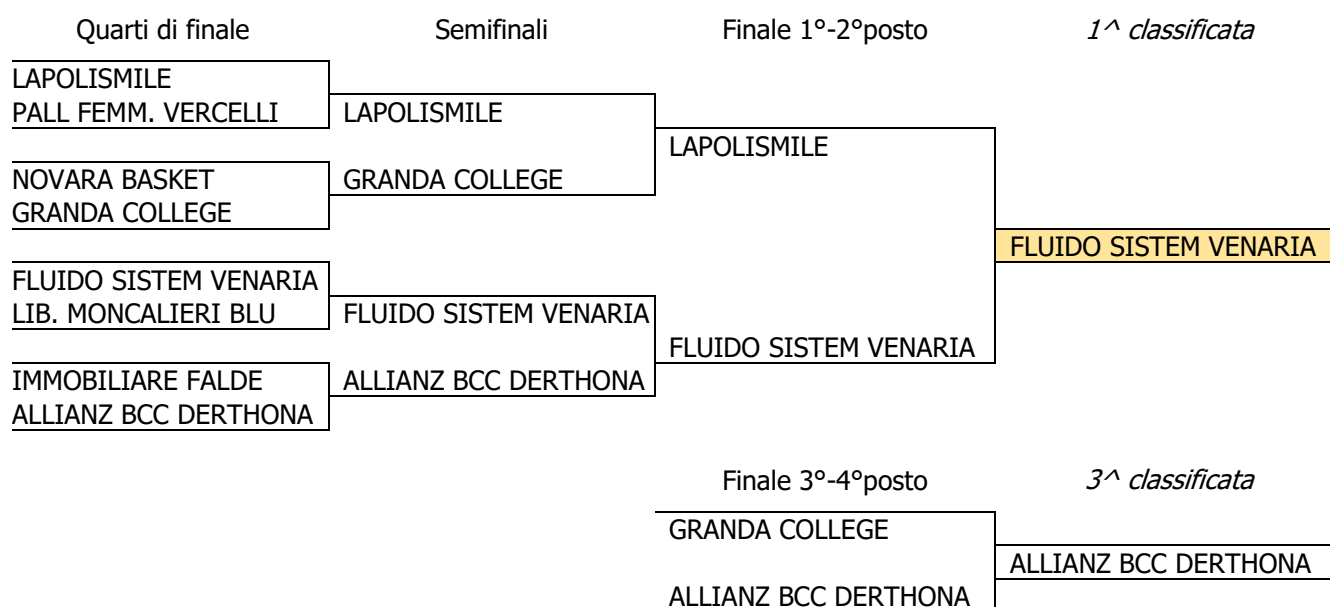 Quarti di finale Semifinali Finale 1°-2°posto 1^ classificata
LAPOLISMILE
PALL FEMM. VERCELLI LAPOLISMILE
LAPOLISMILE
NOVARA BASKET GRANDA COLLEGE
GRANDA COLLEGE
FLUIDO SISTEM VENARIA
FLUIDO SISTEM VENARIA
LIB. MONCALIERI BLU FLUIDO SISTEM VENARIA
FLUIDO SISTEM VENARIA
IMMOBILIARE FALDE ALLIANZ BCC DERTHONA
ALLIANZ BCC DERTHONA
Finale 3°-4°posto 3^ classificata
GRANDA COLLEGE
ALLIANZ BCC DERTHONA
ALLIANZ BCC DERTHONA